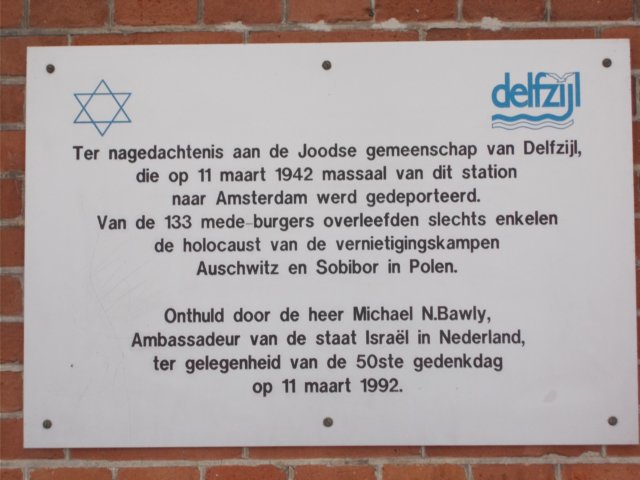 delfzijl
Ter nagedachtenis aan de Joodse gemeenschap van Delfzijl,
die op 11 maart 1942 massaal van dit station
naar Amsterdam werd gedeporteerd.
Van de 133 mede-burgers overleefden slechts enkelen
de holocaust van de vernietigingskampen
Auschwitz en Sobibor in Polen.
Onthuld door de heer Michael N.Bawly,
Ambassadeur van de staat Israël in Nederland,
ter gelegenheid van de 50ste gedenkdag
op 11 maart 1992.